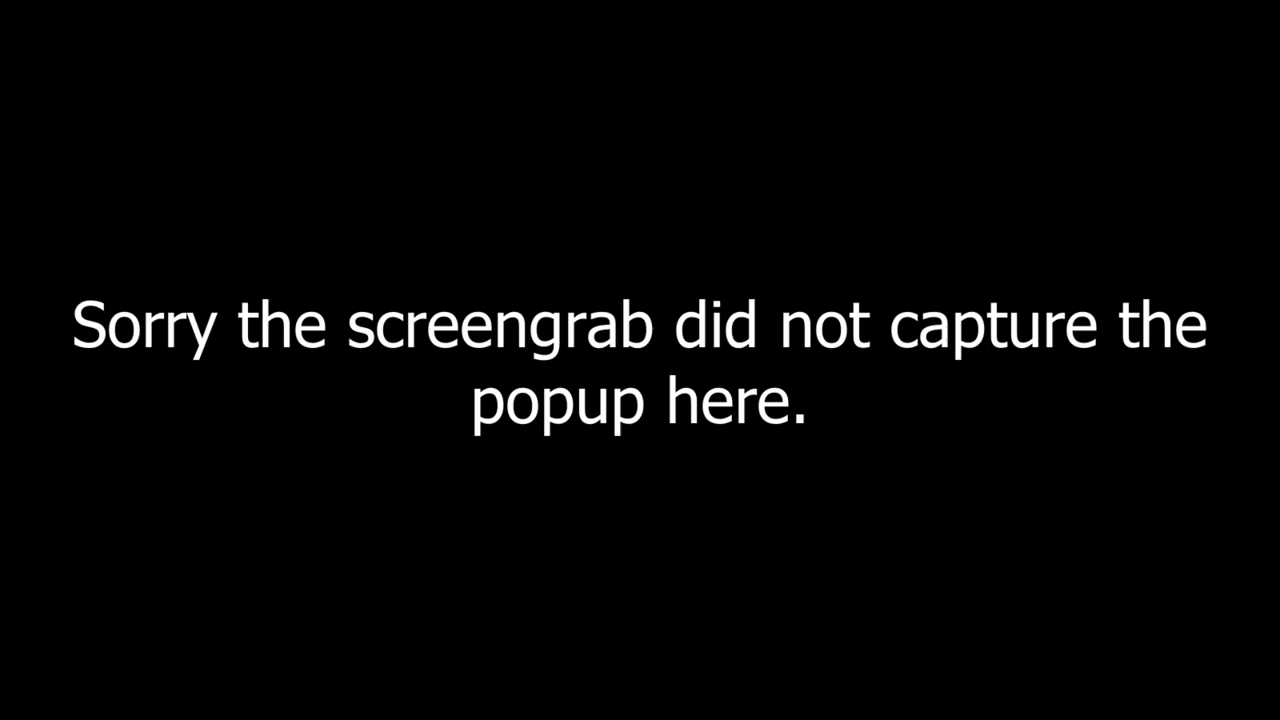 Sorry the screengrab did not capture the
popup here.